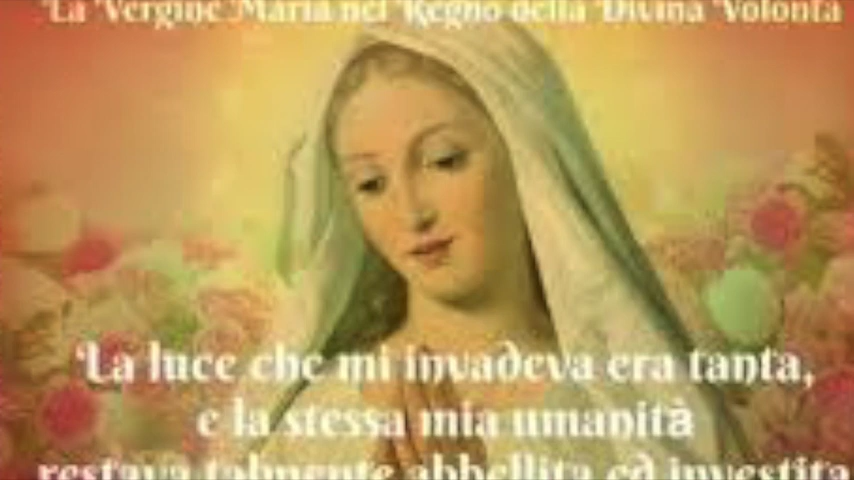 La Vergine Maria nel Regno della Divina Volontà
"La luce che mi invadeva era tanta,
e la stessa mia umanità
restava talmente abbellita ed investita